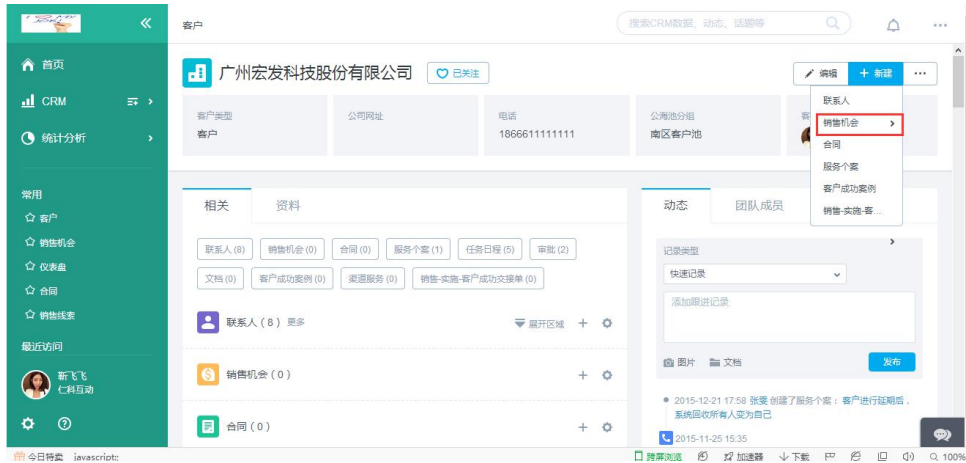 客户
搜索CRM数据、动态、话题等
首页
CRM
统计分析
常用
客户
销售机会
仪表盘
合同
销售线索
最近访问
靳飞飞
仁科互动
广州宏发科技股份有限公司
已关注
编辑
+ 新建
联系人
销售机会
合同
服务个案
客户成功案例
销售-实施-客...
客户类型
客户
公司网址
电话
1866611111111
公海池分组
南区客户池
客
相关 资料
联系人 (8) 销售机会 (0) 合同 (0) 服务个案 (1) 任务日程 (5) 审批 (2)
文档 (0) 客户成功案例 (0) 渠道服务 (0) 销售-实施-客户成功交接单 (0)
联系人 ( 8 ) 更多 展开区域
销售机会 ( 0 )
合同 ( 0 )
动态 团队成员
记录类型
快速记录
添加跟进记录
图片 文档 发布
2015-12-21 17:58 张雯 创建了服务个案： 客户进行延期后，
系统回收所有人变为自己
2015-11-25 15:35
今日特卖 javascript:;
跨屏浏览 加速器 下载 100%